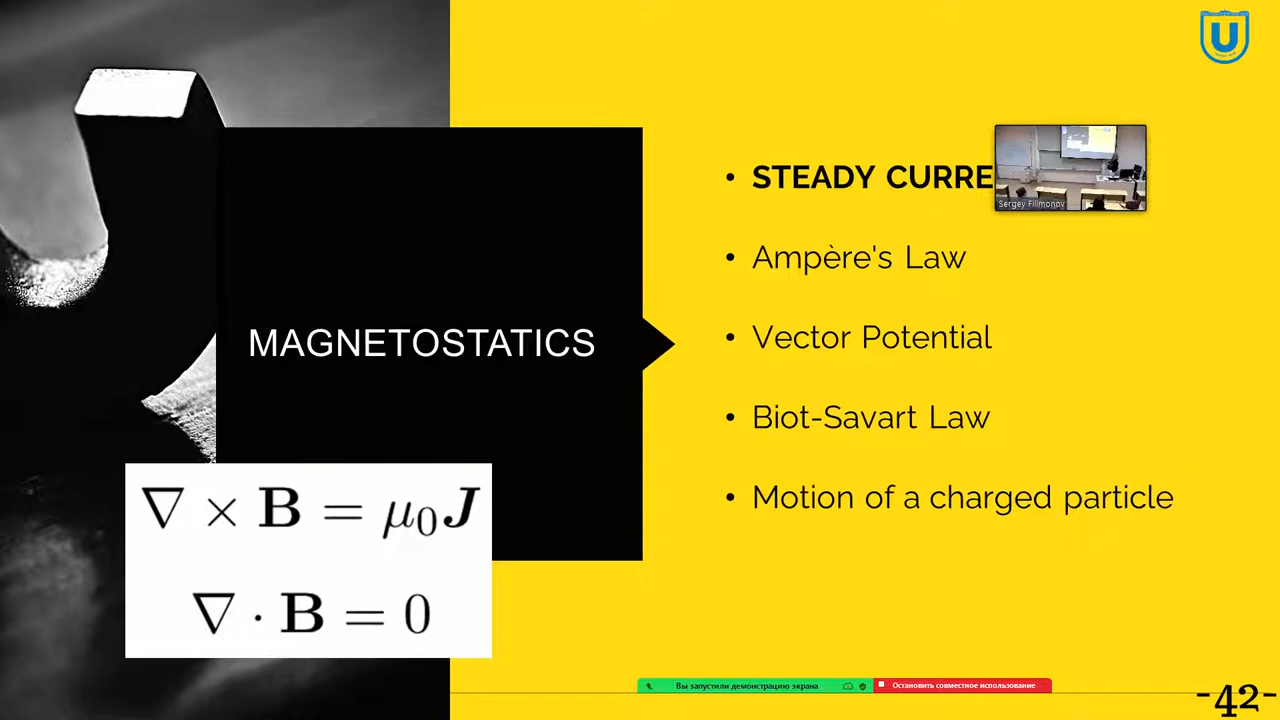 U
STEADY CURRE
Sergey Filimonov
Ampère's Law
MAGNETOSTATICS
Vector Potential
Biot-Savart Law
Motion of a charged particle
∇ × B = μ₀J
∇ · B = 0
Вы запустили демонстрацию экрана
Остановить совместное использование
-42-